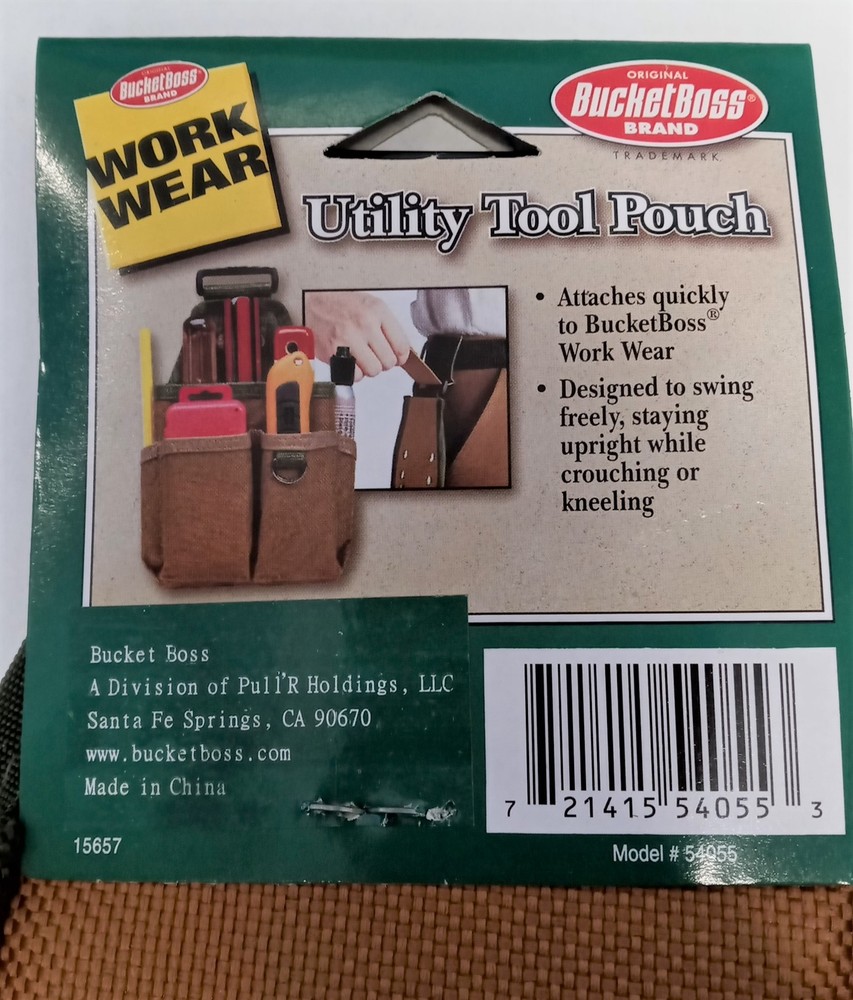 ORIGINAL
BucketBoss®
BRAND
WORK
WEAR
ORIGINAL
BucketBoss®
BRAND
TRADEMARK
Utility Tool Pouch
• Attaches quickly
to BucketBoss®
Work Wear
• Designed to swing
freely, staying
upright while
crouching or
kneeling
Bucket Boss
A Division of Pull'R Holdings, LLC
Santa Fe Springs, CA 90670
www.bucketboss.com
Made in China
15657
7 21415 54055 3
Model # 54055